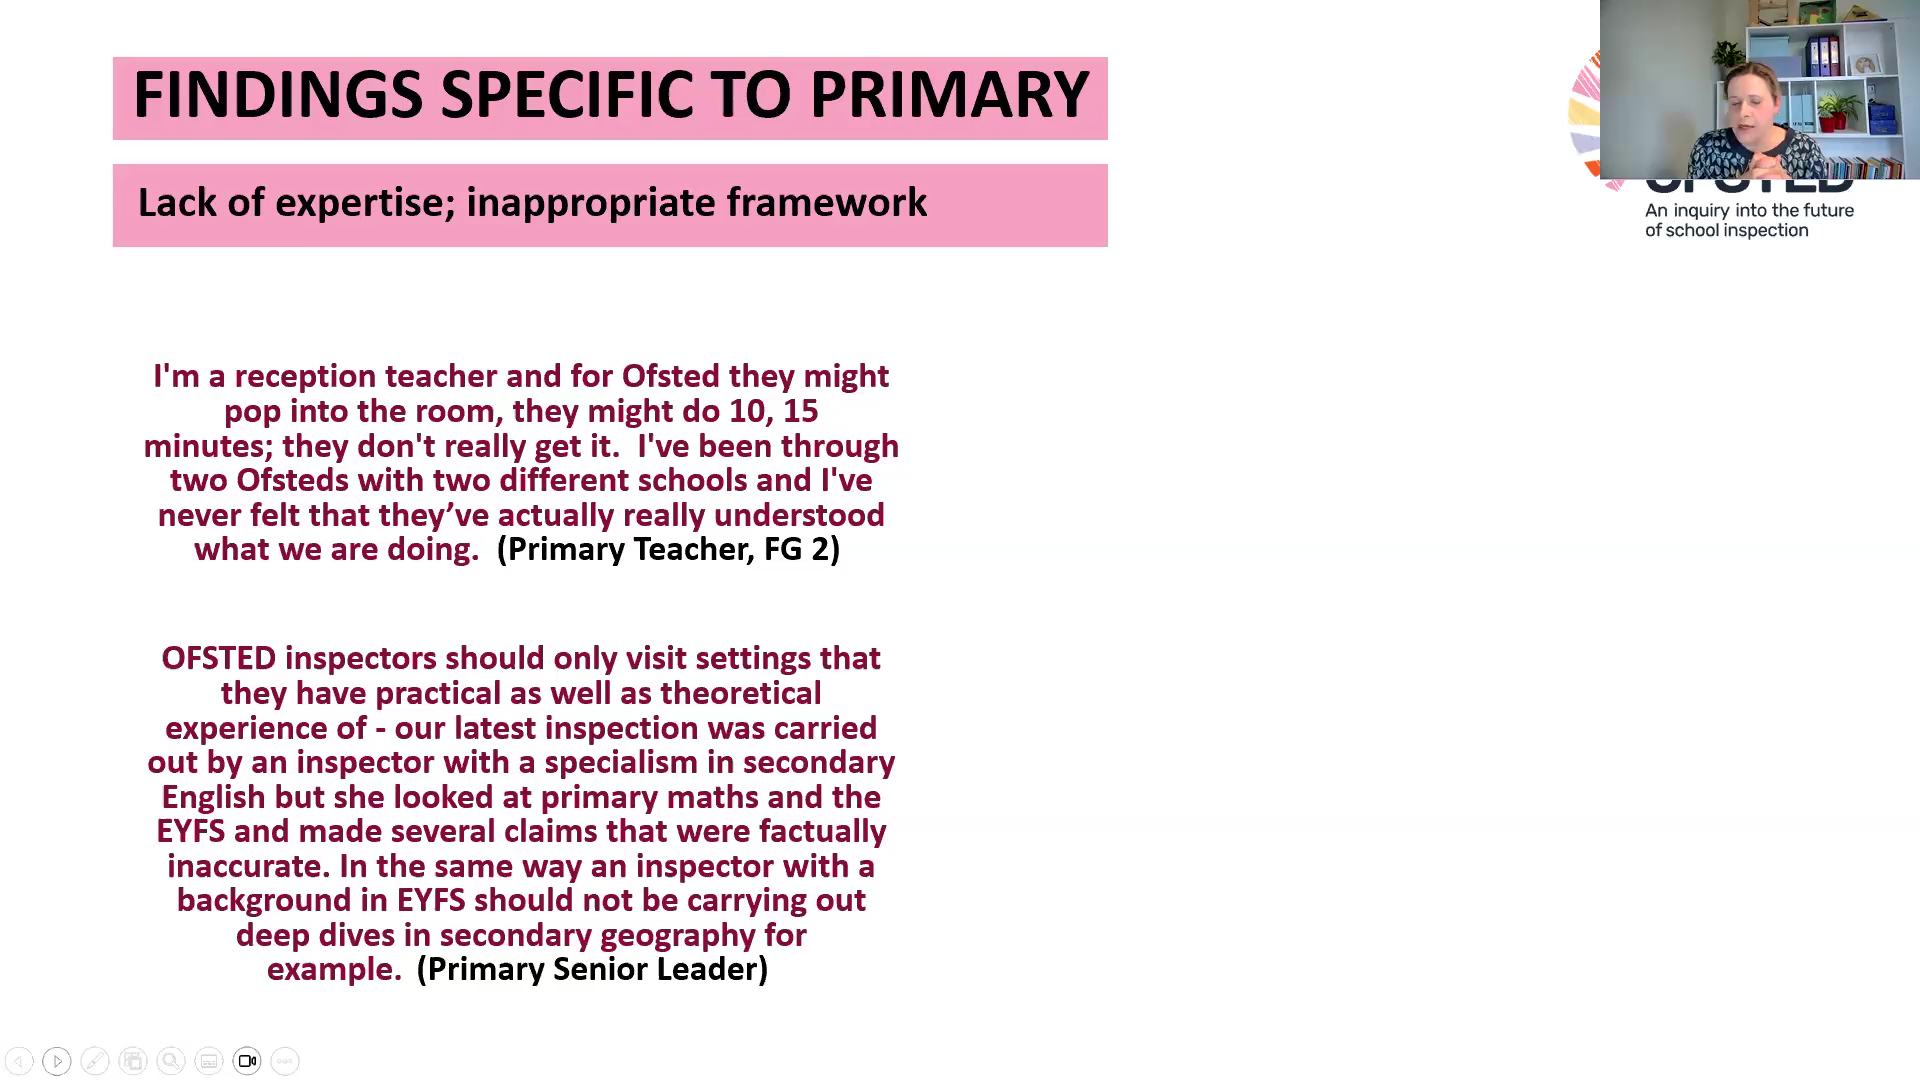 FINDINGS SPECIFIC TO PRIMARY
Lack of expertise; inappropriate framework
An inquiry into the future
of school inspection
I'm a reception teacher and for Ofsted they might
pop into the room, they might do 10, 15
minutes; they don't really get it.  I've been through
two Ofsteds with two different schools and I've
never felt that they’ve actually really understood
what we are doing.  (Primary Teacher, FG 2)
OFSTED inspectors should only visit settings that
they have practical as well as theoretical
experience of - our latest inspection was carried
out by an inspector with a specialism in secondary
English but she looked at primary maths and the
EYFS and made several claims that were factually
inaccurate. In the same way an inspector with a
background in EYFS should not be carrying out
deep dives in secondary geography for
example.  (Primary Senior Leader)